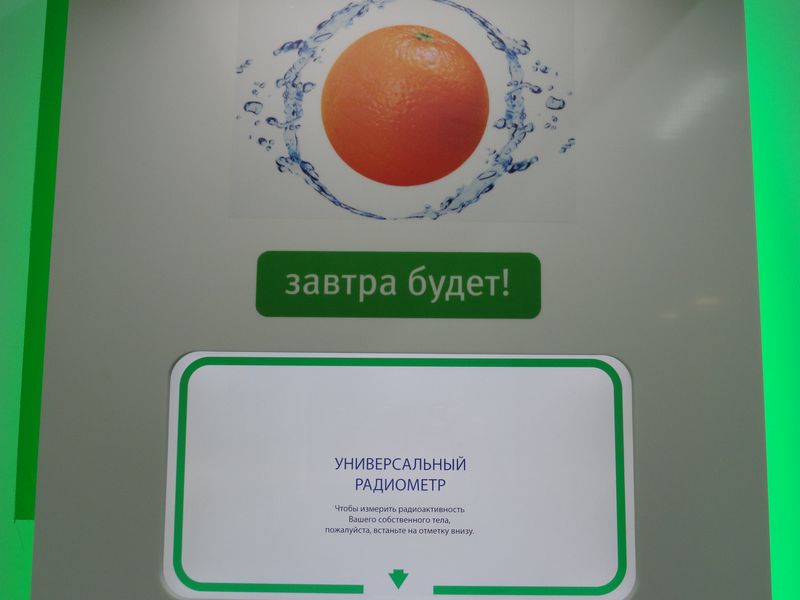 завтра будет!
УНИВЕРСАЛЬНЫЙ
РАДИОМЕТР
Чтобы измерить радиоактивность
Вашего собственного тела,
пожалуйста, встаньте на отметку внизу.